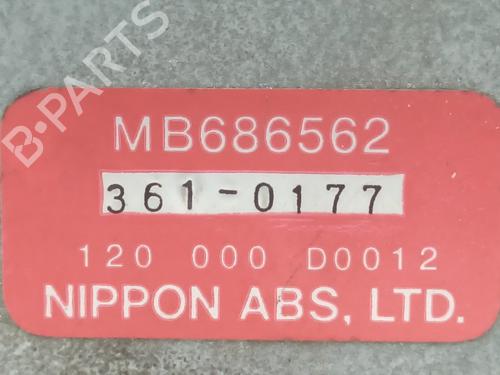 B-PARTS
MB686562
361-0177
120 000 D0012
NIPPON ABS, LTD.